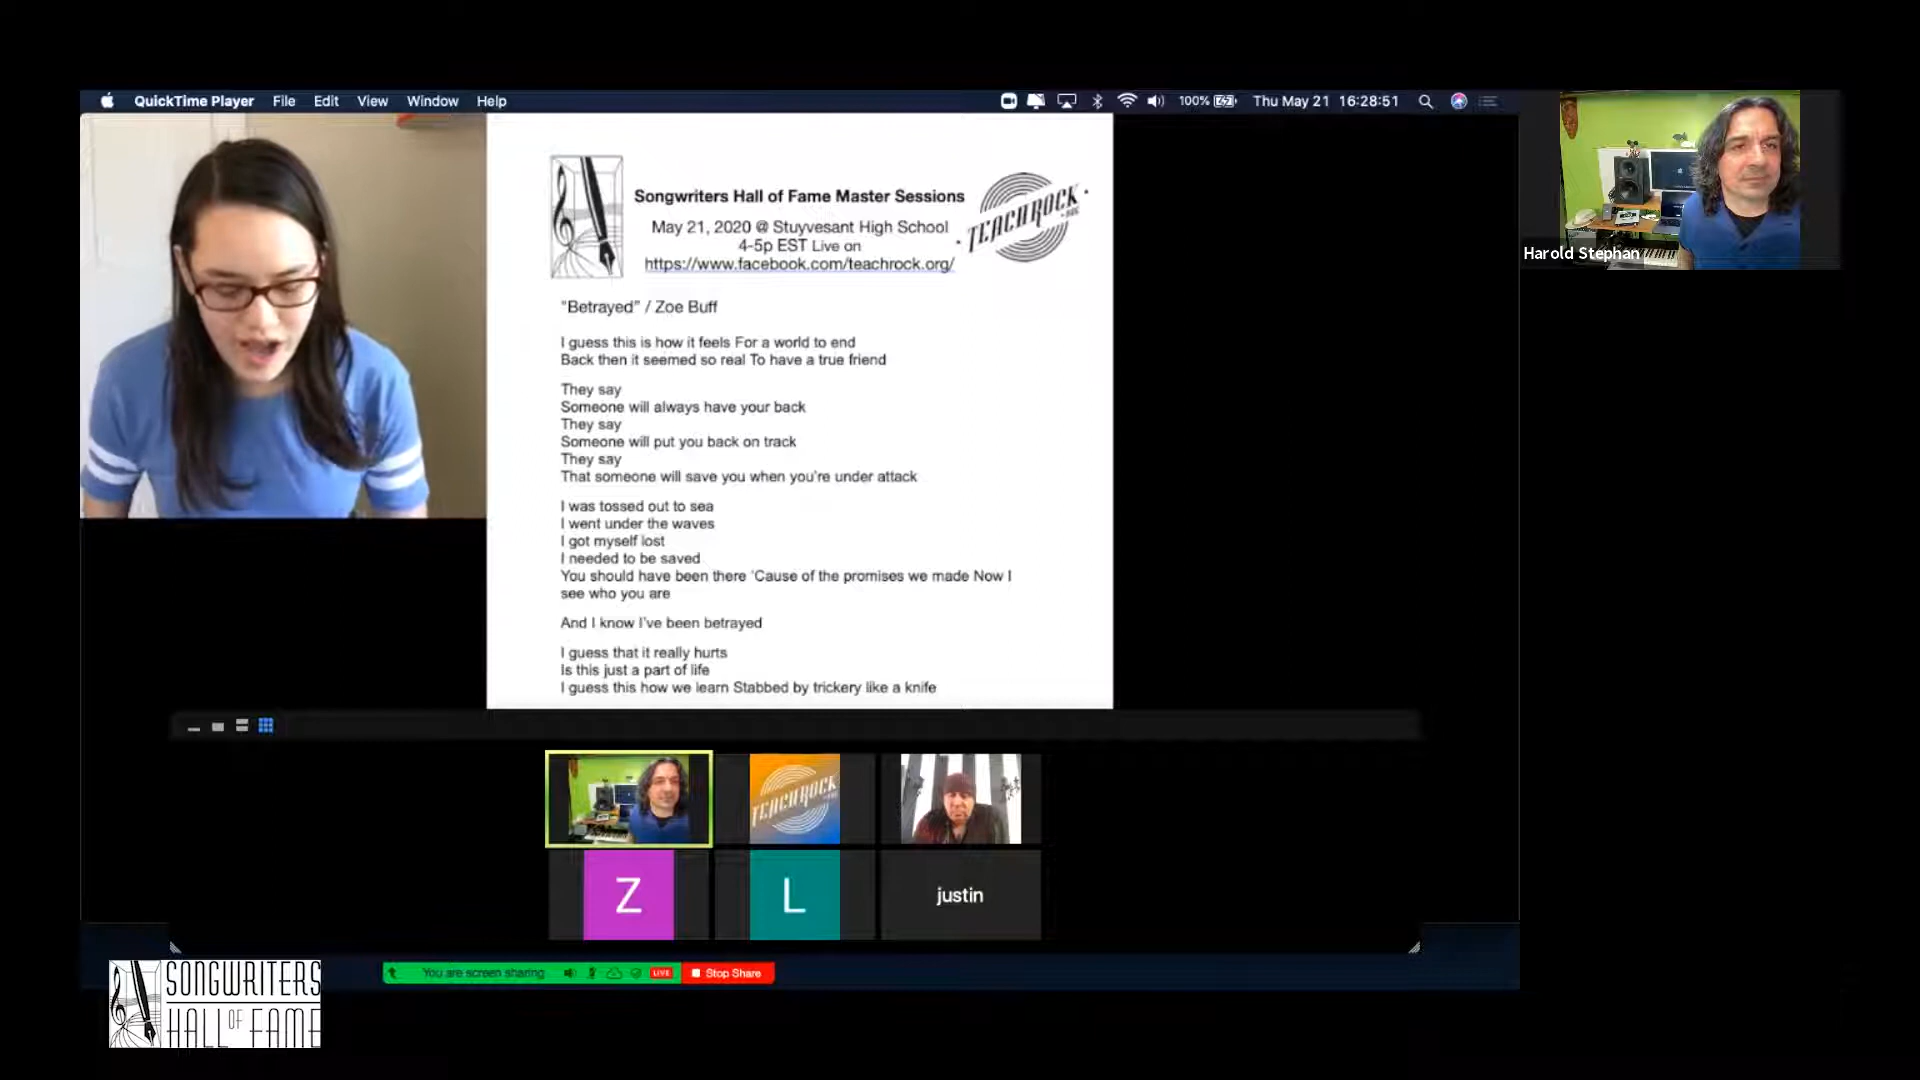 QuickTime Player File Edit View Window Help 100% Thu May 21 16:28:51
Songwriters Hall of Fame Master Sessions
May 21, 2020 @ Stuyvesant High School
4-5p EST Live on
https://www.facebook.com/teachrock.org/
TEACHROCK
.ORG
"Betrayed" / Zoe Buff
I guess this is how it feels For a world to end
Back then it seemed so real To have a true friend
They say
Someone will always have your back
They say
Someone will put you back on track
They say
That someone will save you when you're under attack
I was tossed out to sea
I went under the waves
I got myself lost
I needed to be saved
You should have been there 'Cause of the promises we made Now I
see who you are
And I know I've been betrayed
I guess that it really hurts
Is this just a part of life
I guess this how we learn Stabbed by trickery like a knife
Harold Stephan
TEACHROCK
Z
L
justin
You are screen sharing LIVE Stop Share
SONGWRITERS
HALL OF FAME